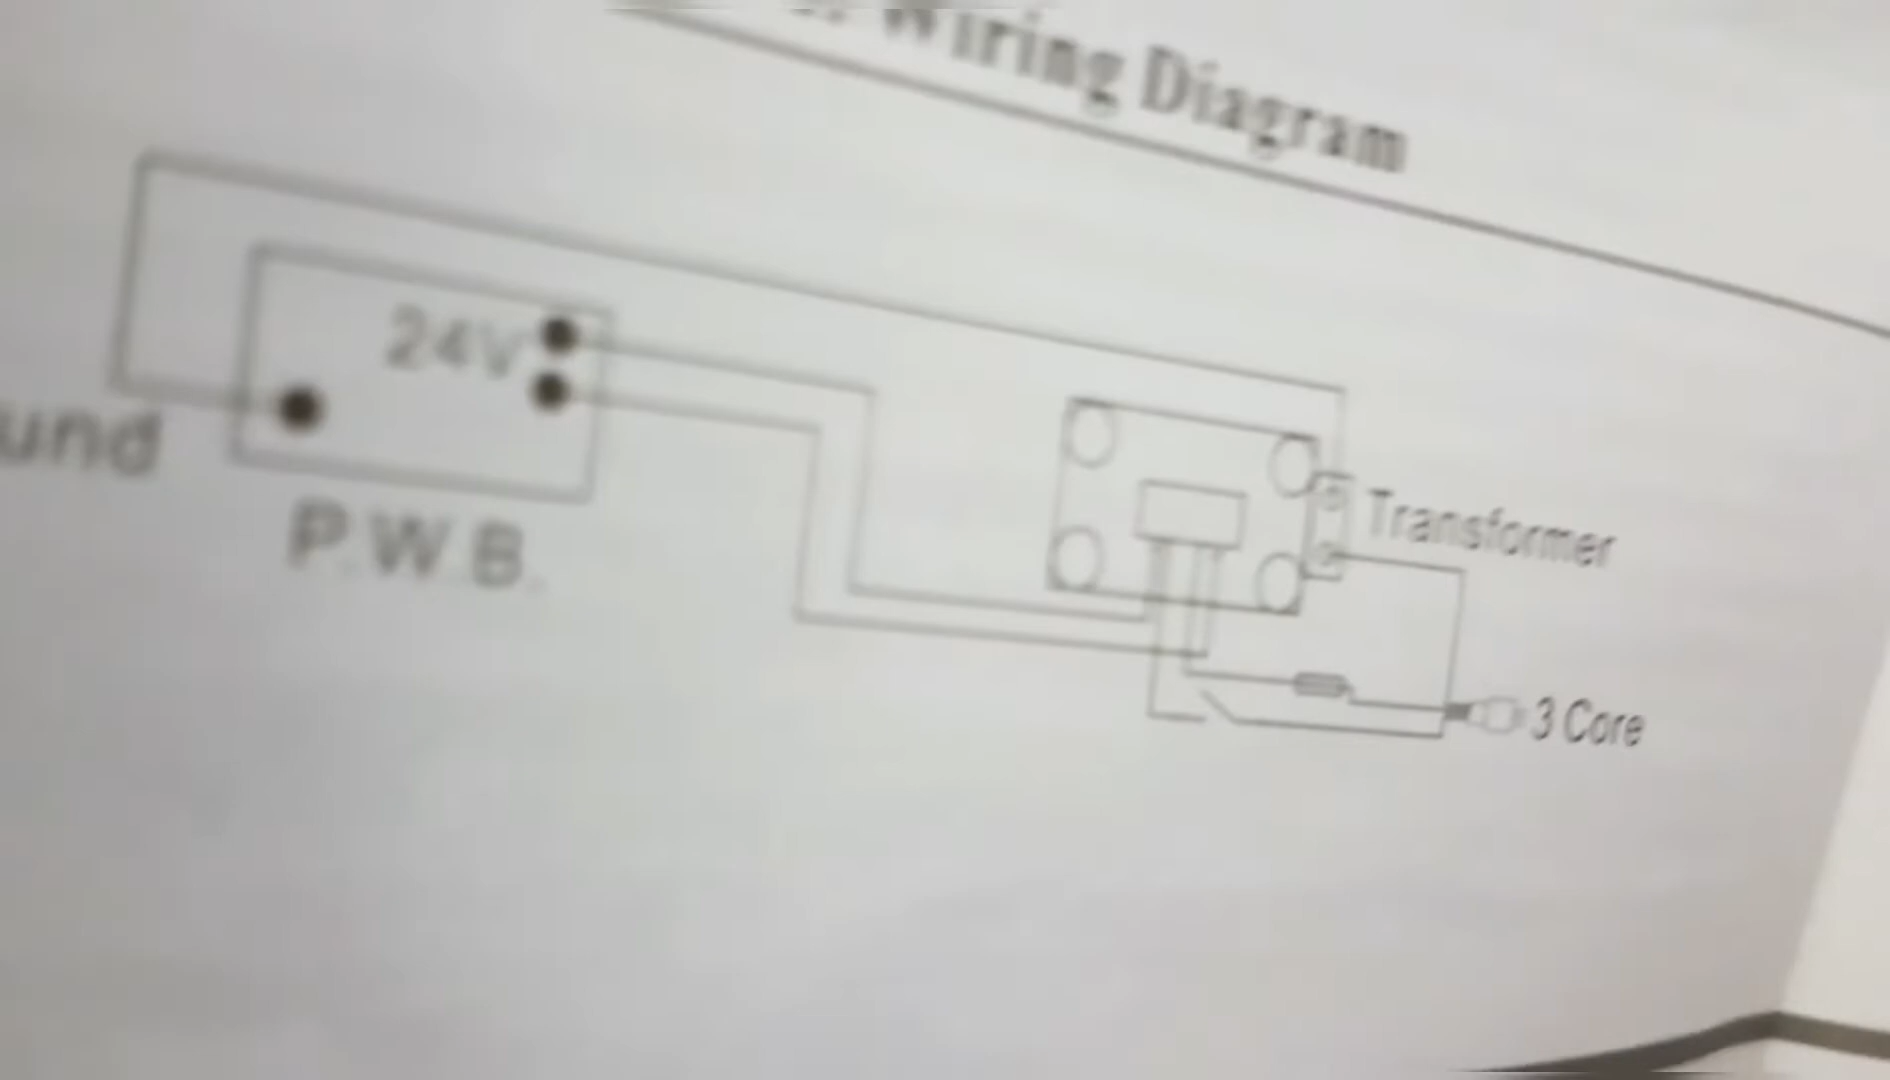 Wiring Diagram
24V
und
P.W.B.
Transformer
3 Core